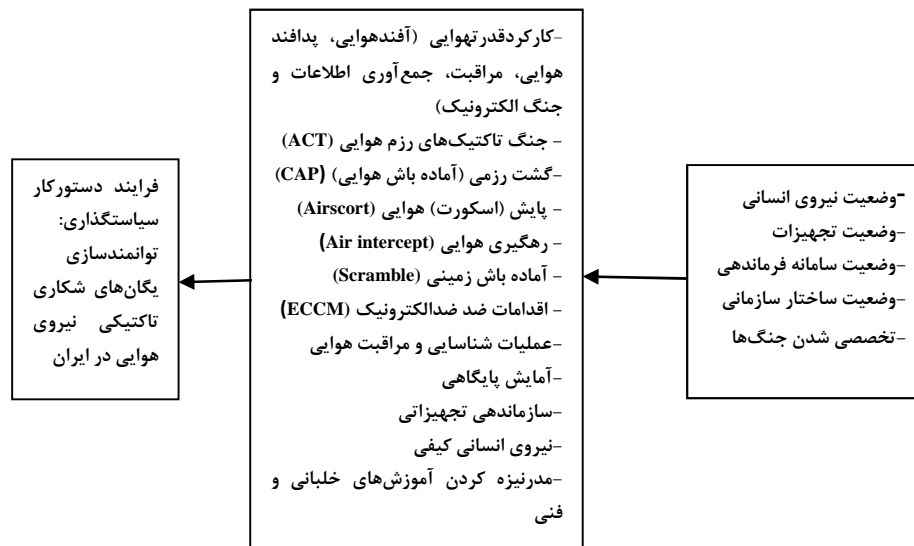 -وضعیت نیروی انسانی
-وضعیت تجهیزات
-وضعیت سامانه فرماندهی
-وضعیت ساختار سازمانی
-تخصصی شدن جنگ‌ها
-کارکردقدرتهوایی (آفندهوایی، پدافند
هوایی، مراقبت، جمع‌آوری اطلاعات و
جنگ الکترونیک)
- جنگ تاکتیک‌های رزم هوایی (ACT)
-گشت رزمی (آماده باش هوایی) (CAP)
- پایش (اسکورت) هوایی (Airscort)
- رهگیری هوایی (Air intercept)
- آماده باش زمینی (Scramble)
- اقدامات ضد ضدالکترونیک (ECCM)
-عملیات شناسایی و مراقبت هوایی
-آمایش پایگاهی
-سازماندهی تجهیزاتی
-نیروی انسانی کیفی
-مدرنیزه کردن آموزش‌های خلبانی و
فنی
فرایند دستورکار
سیاستگذاری:
توانمندسازی
یگان‌های شکاری
تاکتیکی نیروی
هوایی در ایران